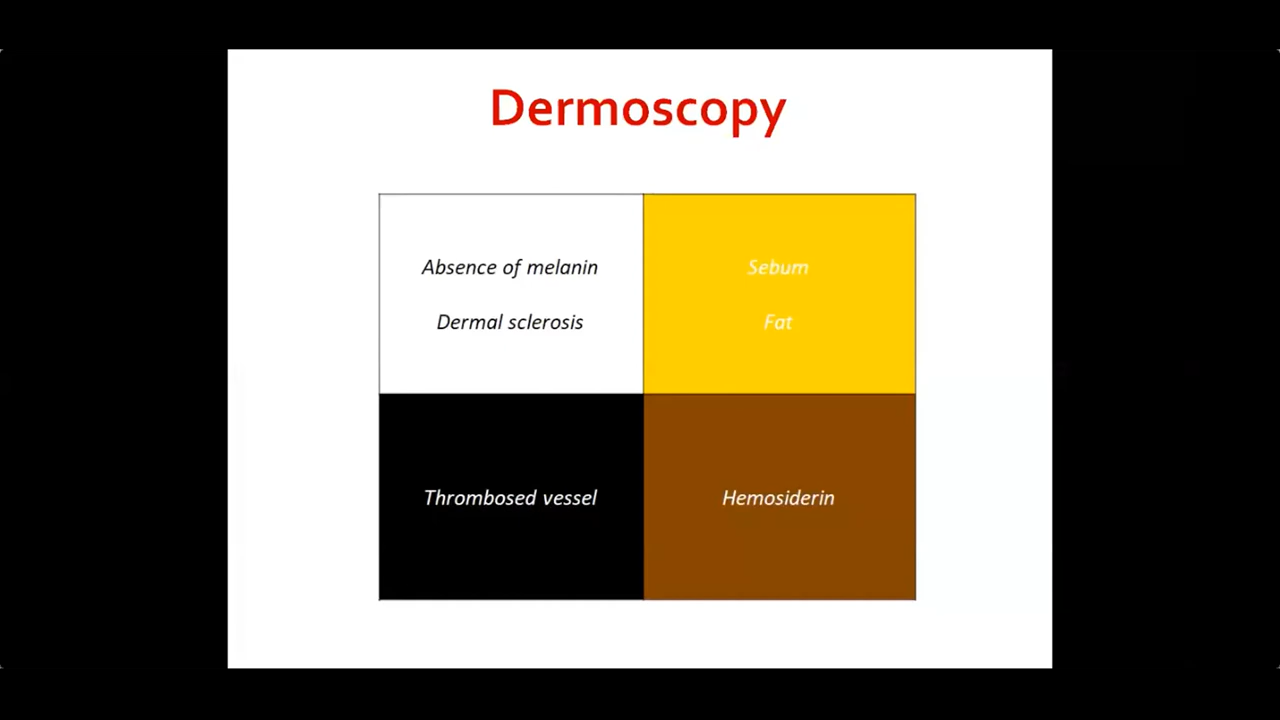 Dermoscopy
Absence of melanin
Dermal sclerosis
Sebum
Fat
Thrombosed vessel
Hemosiderin